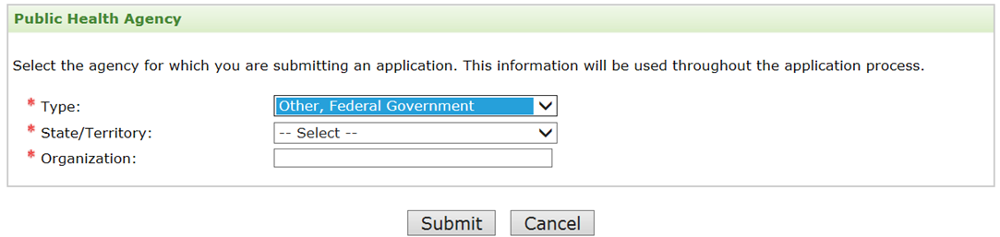 Public Health Agency
Select the agency for which you are submitting an application. This information will be used throughout the application process.
* Type: Other, Federal Government
* State/Territory: -- Select --
* Organization:
Submit Cancel